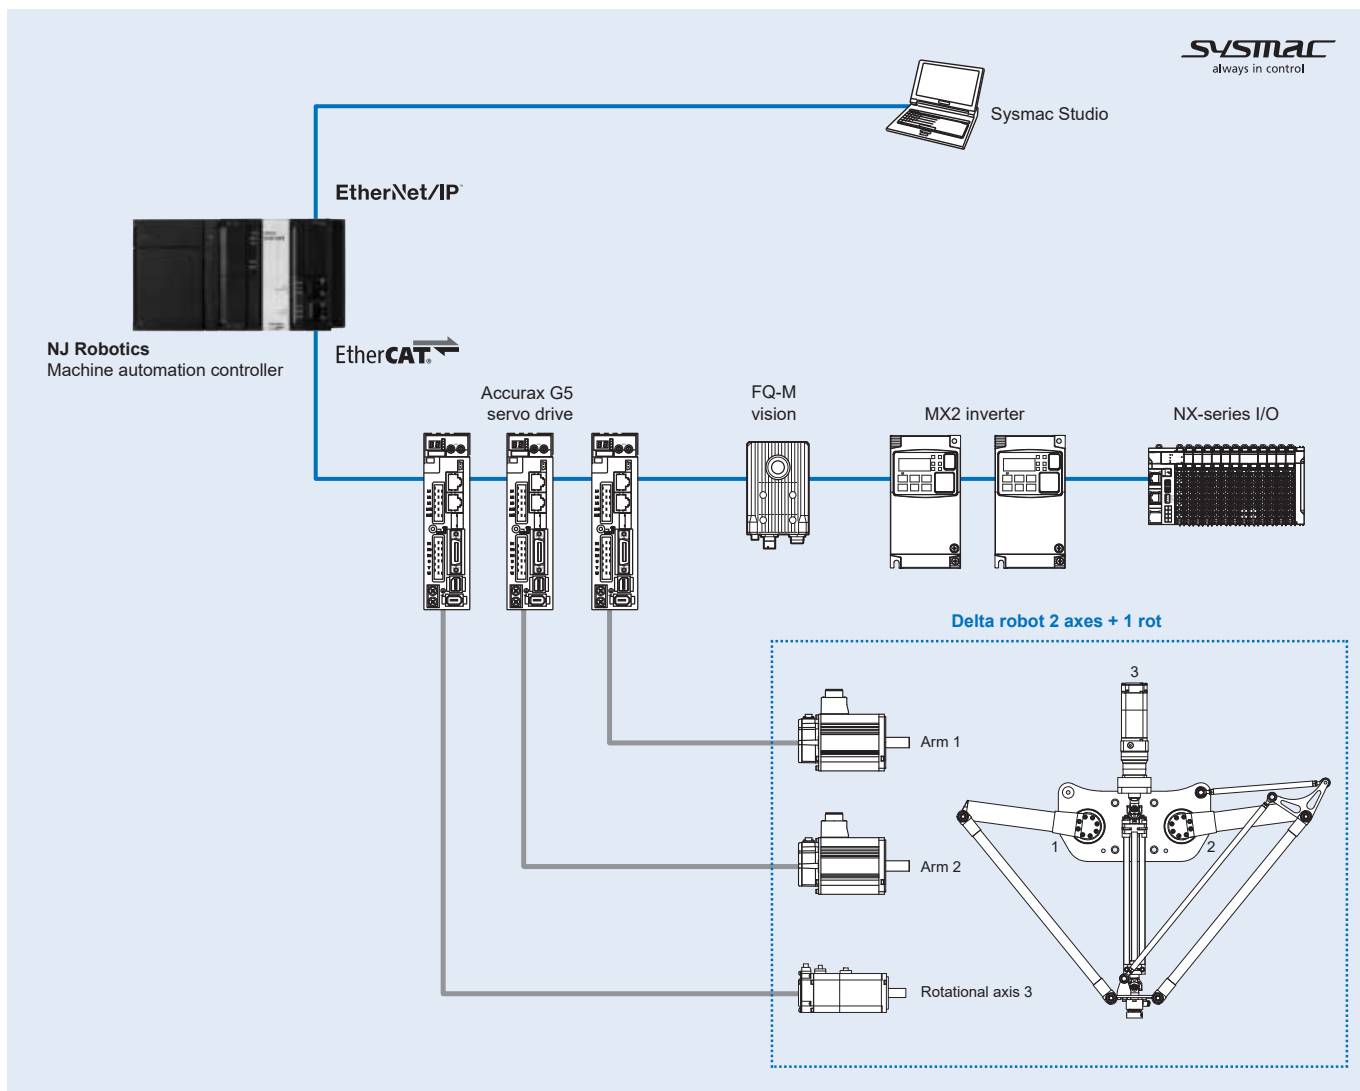 sysmac
always in control
Sysmac Studio
EtherNet/IP
NJ Robotics
Machine automation controller
EtherCAT®
Accurax G5
servo drive
FQ-M
vision
MX2 inverter
NX-series I/O
Delta robot 2 axes + 1 rot
3
Arm 1
1
2
Arm 2
Rotational axis 3